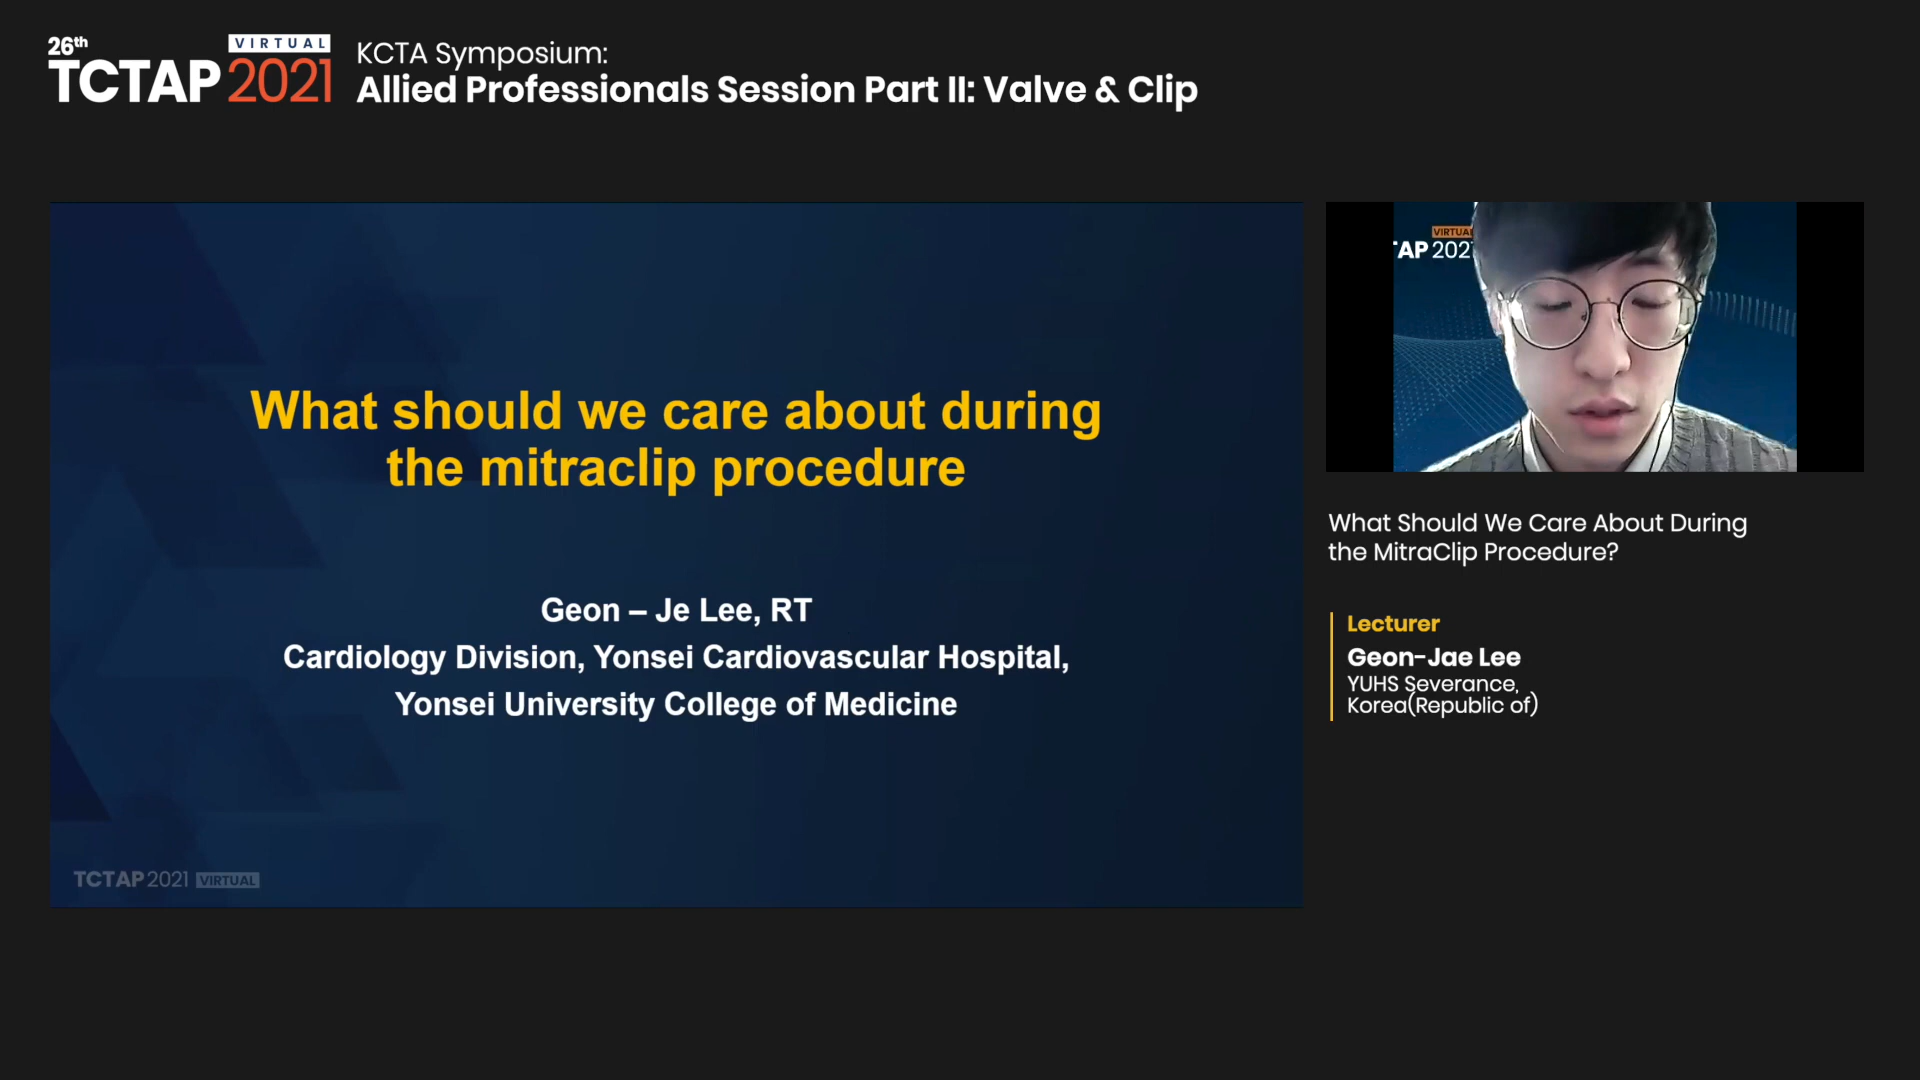 26th
VIRTUAL
TCTAP 2021
KCTA Symposium:
Allied Professionals Session Part II: Valve & Clip
What should we care about during
the mitraclip procedure
Geon – Je Lee, RT
Cardiology Division, Yonsei Cardiovascular Hospital,
Yonsei University College of Medicine
TCTAP 2021 VIRTUAL
VIRTUAL
TAP 2021
What Should We Care About During
the MitraClip Procedure?
Lecturer
Geon-Jae Lee
YUHS Severance,
Korea(Republic of)